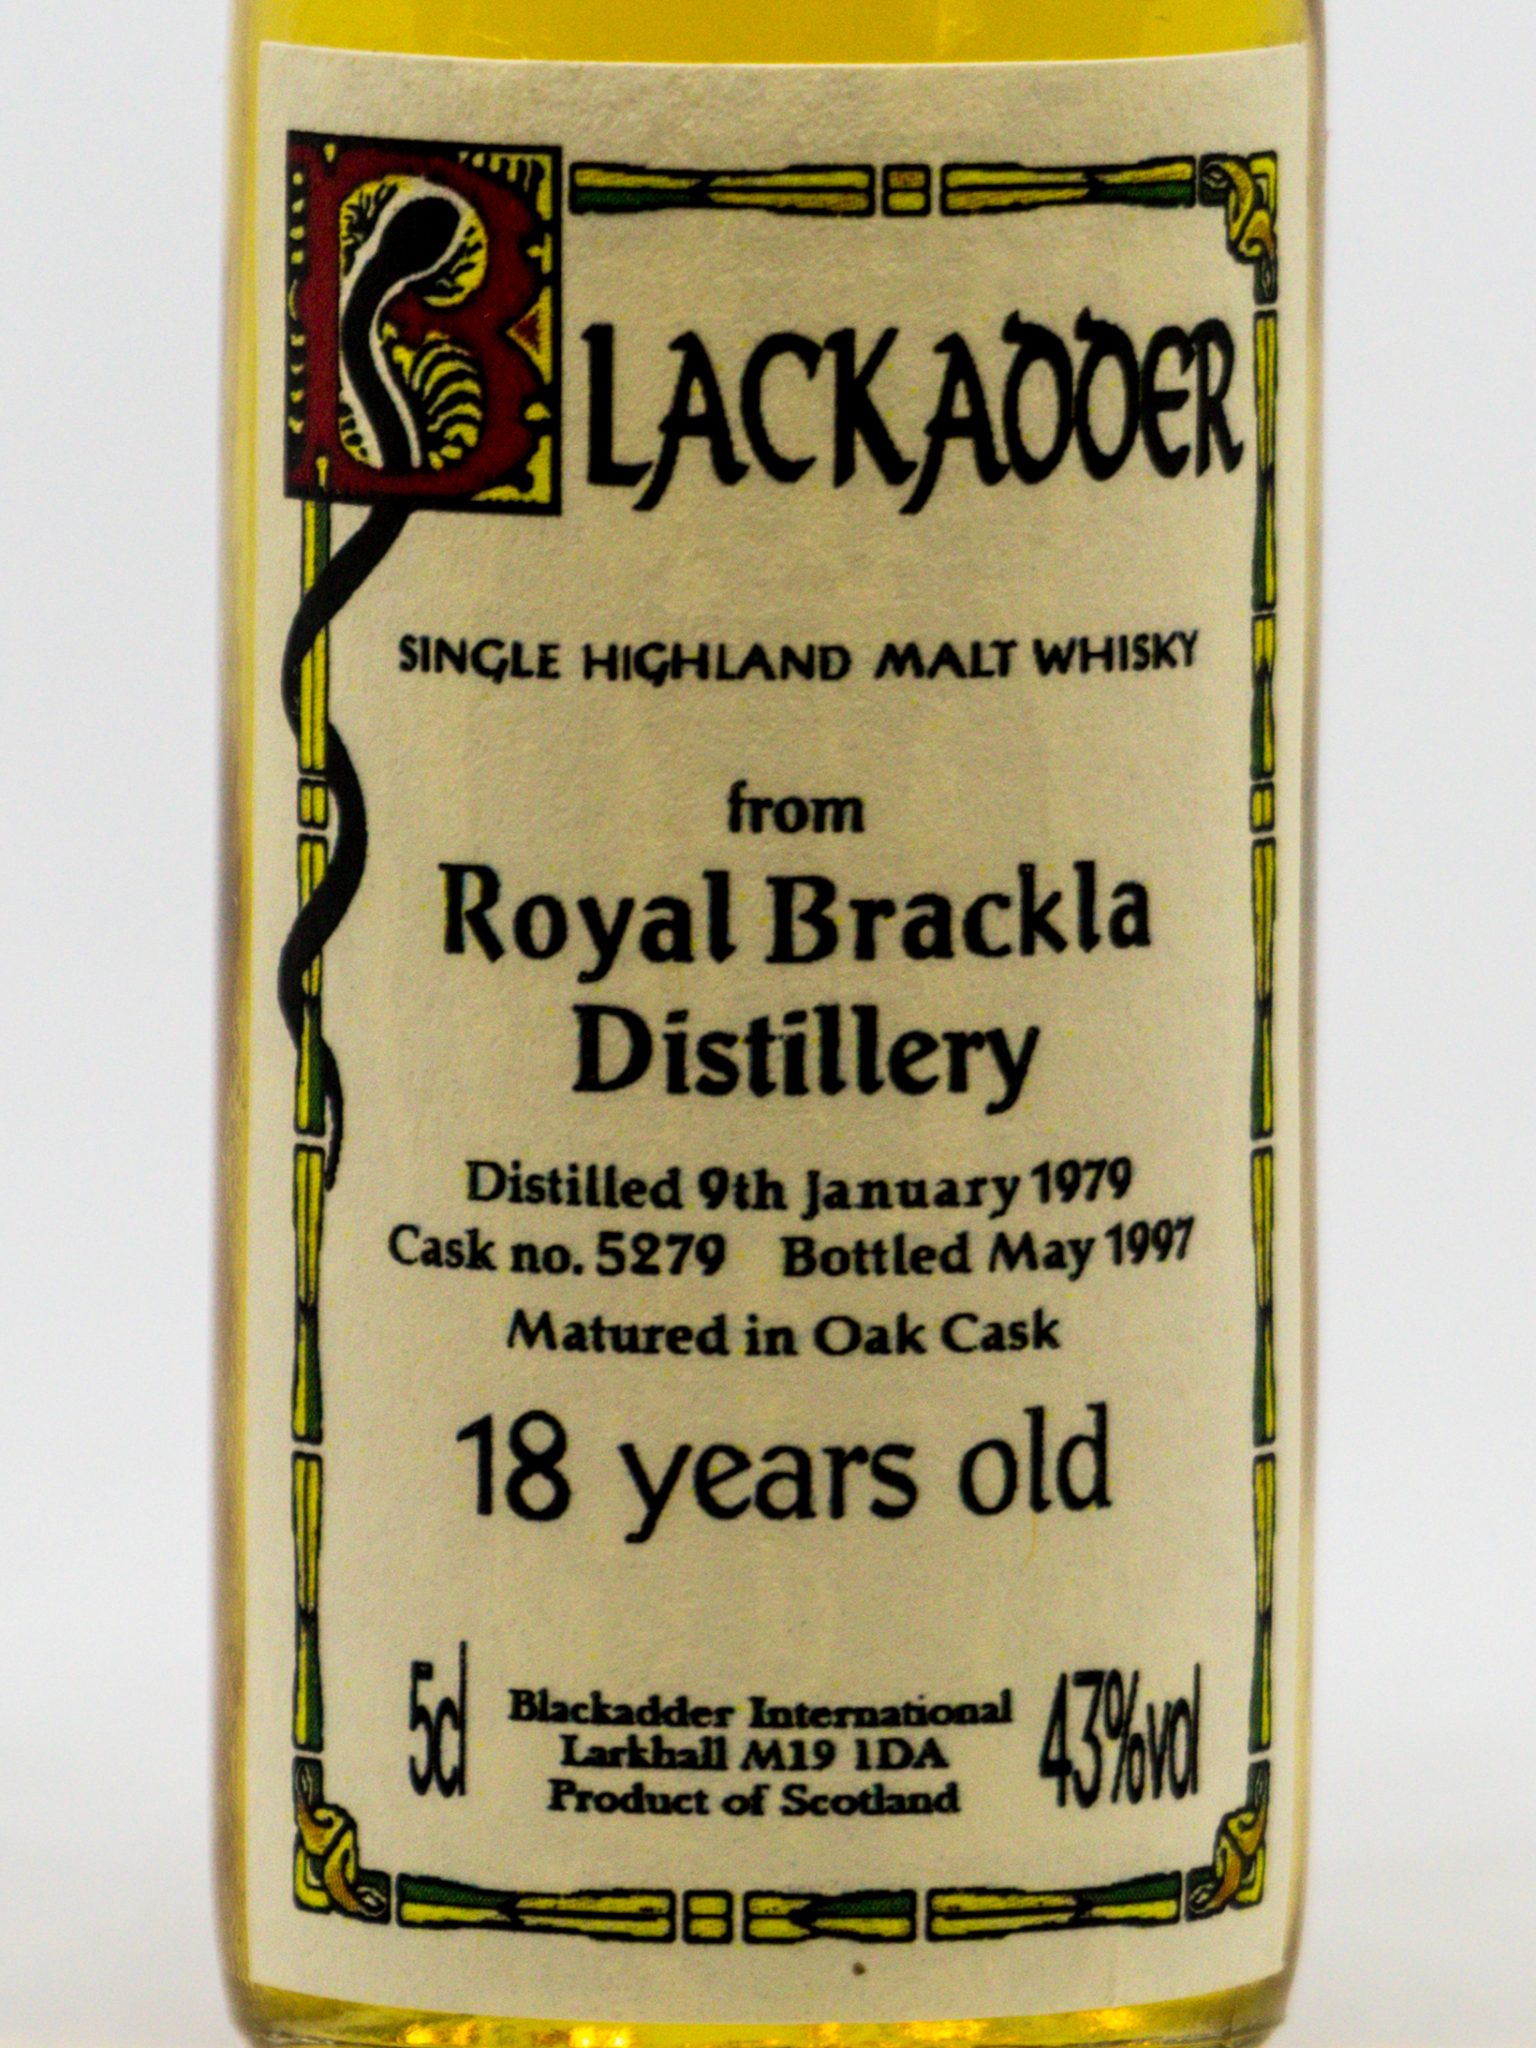 BLACKADDER
SINGLE HIGHLAND MALT WHISKY
from
Royal Brackla
Distillery
Distilled 9th January 1979
Cask no. 5279 Bottled May 1997
Matured in Oak Cask
18 years old
5cl
Blackadder International
Larkhall M19 1DA
Product of Scotland
43%vol